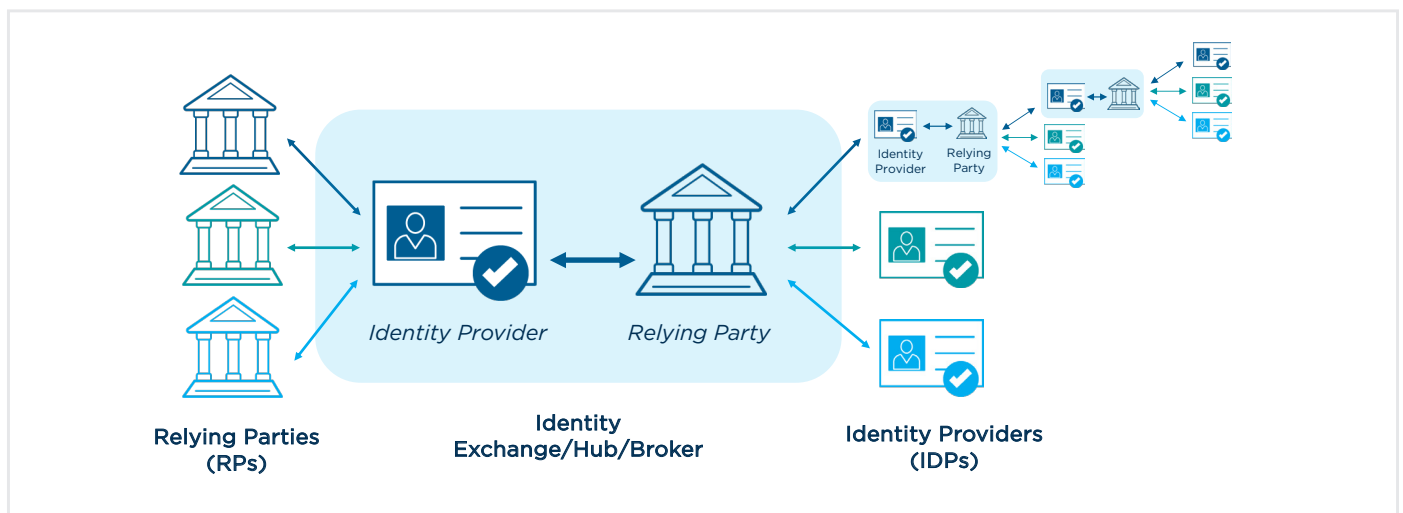 Identity
Provider
Relying
Party
Identity Provider
Relying Party
Relying Parties
(RPs)
Identity
Exchange/Hub/Broker
Identity Providers
(IDPs)